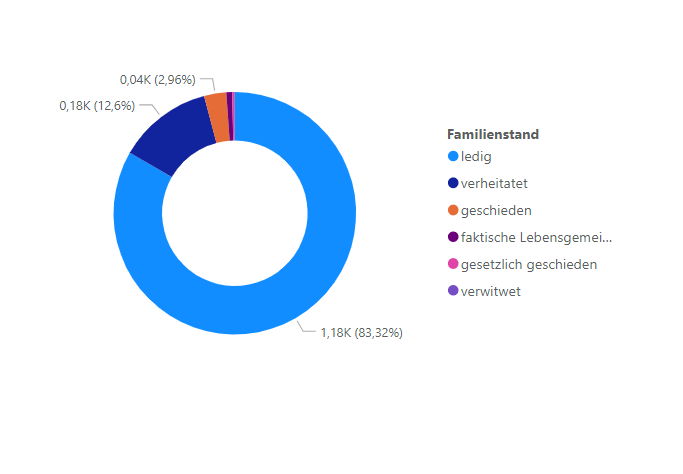 0,04K (2,96%)
0,18K (12,6%)
1,18K (83,32%)
Familienstand
ledig
verheitatet
geschieden
faktische Lebensgemei...
gesetzlich geschieden
verwitwet